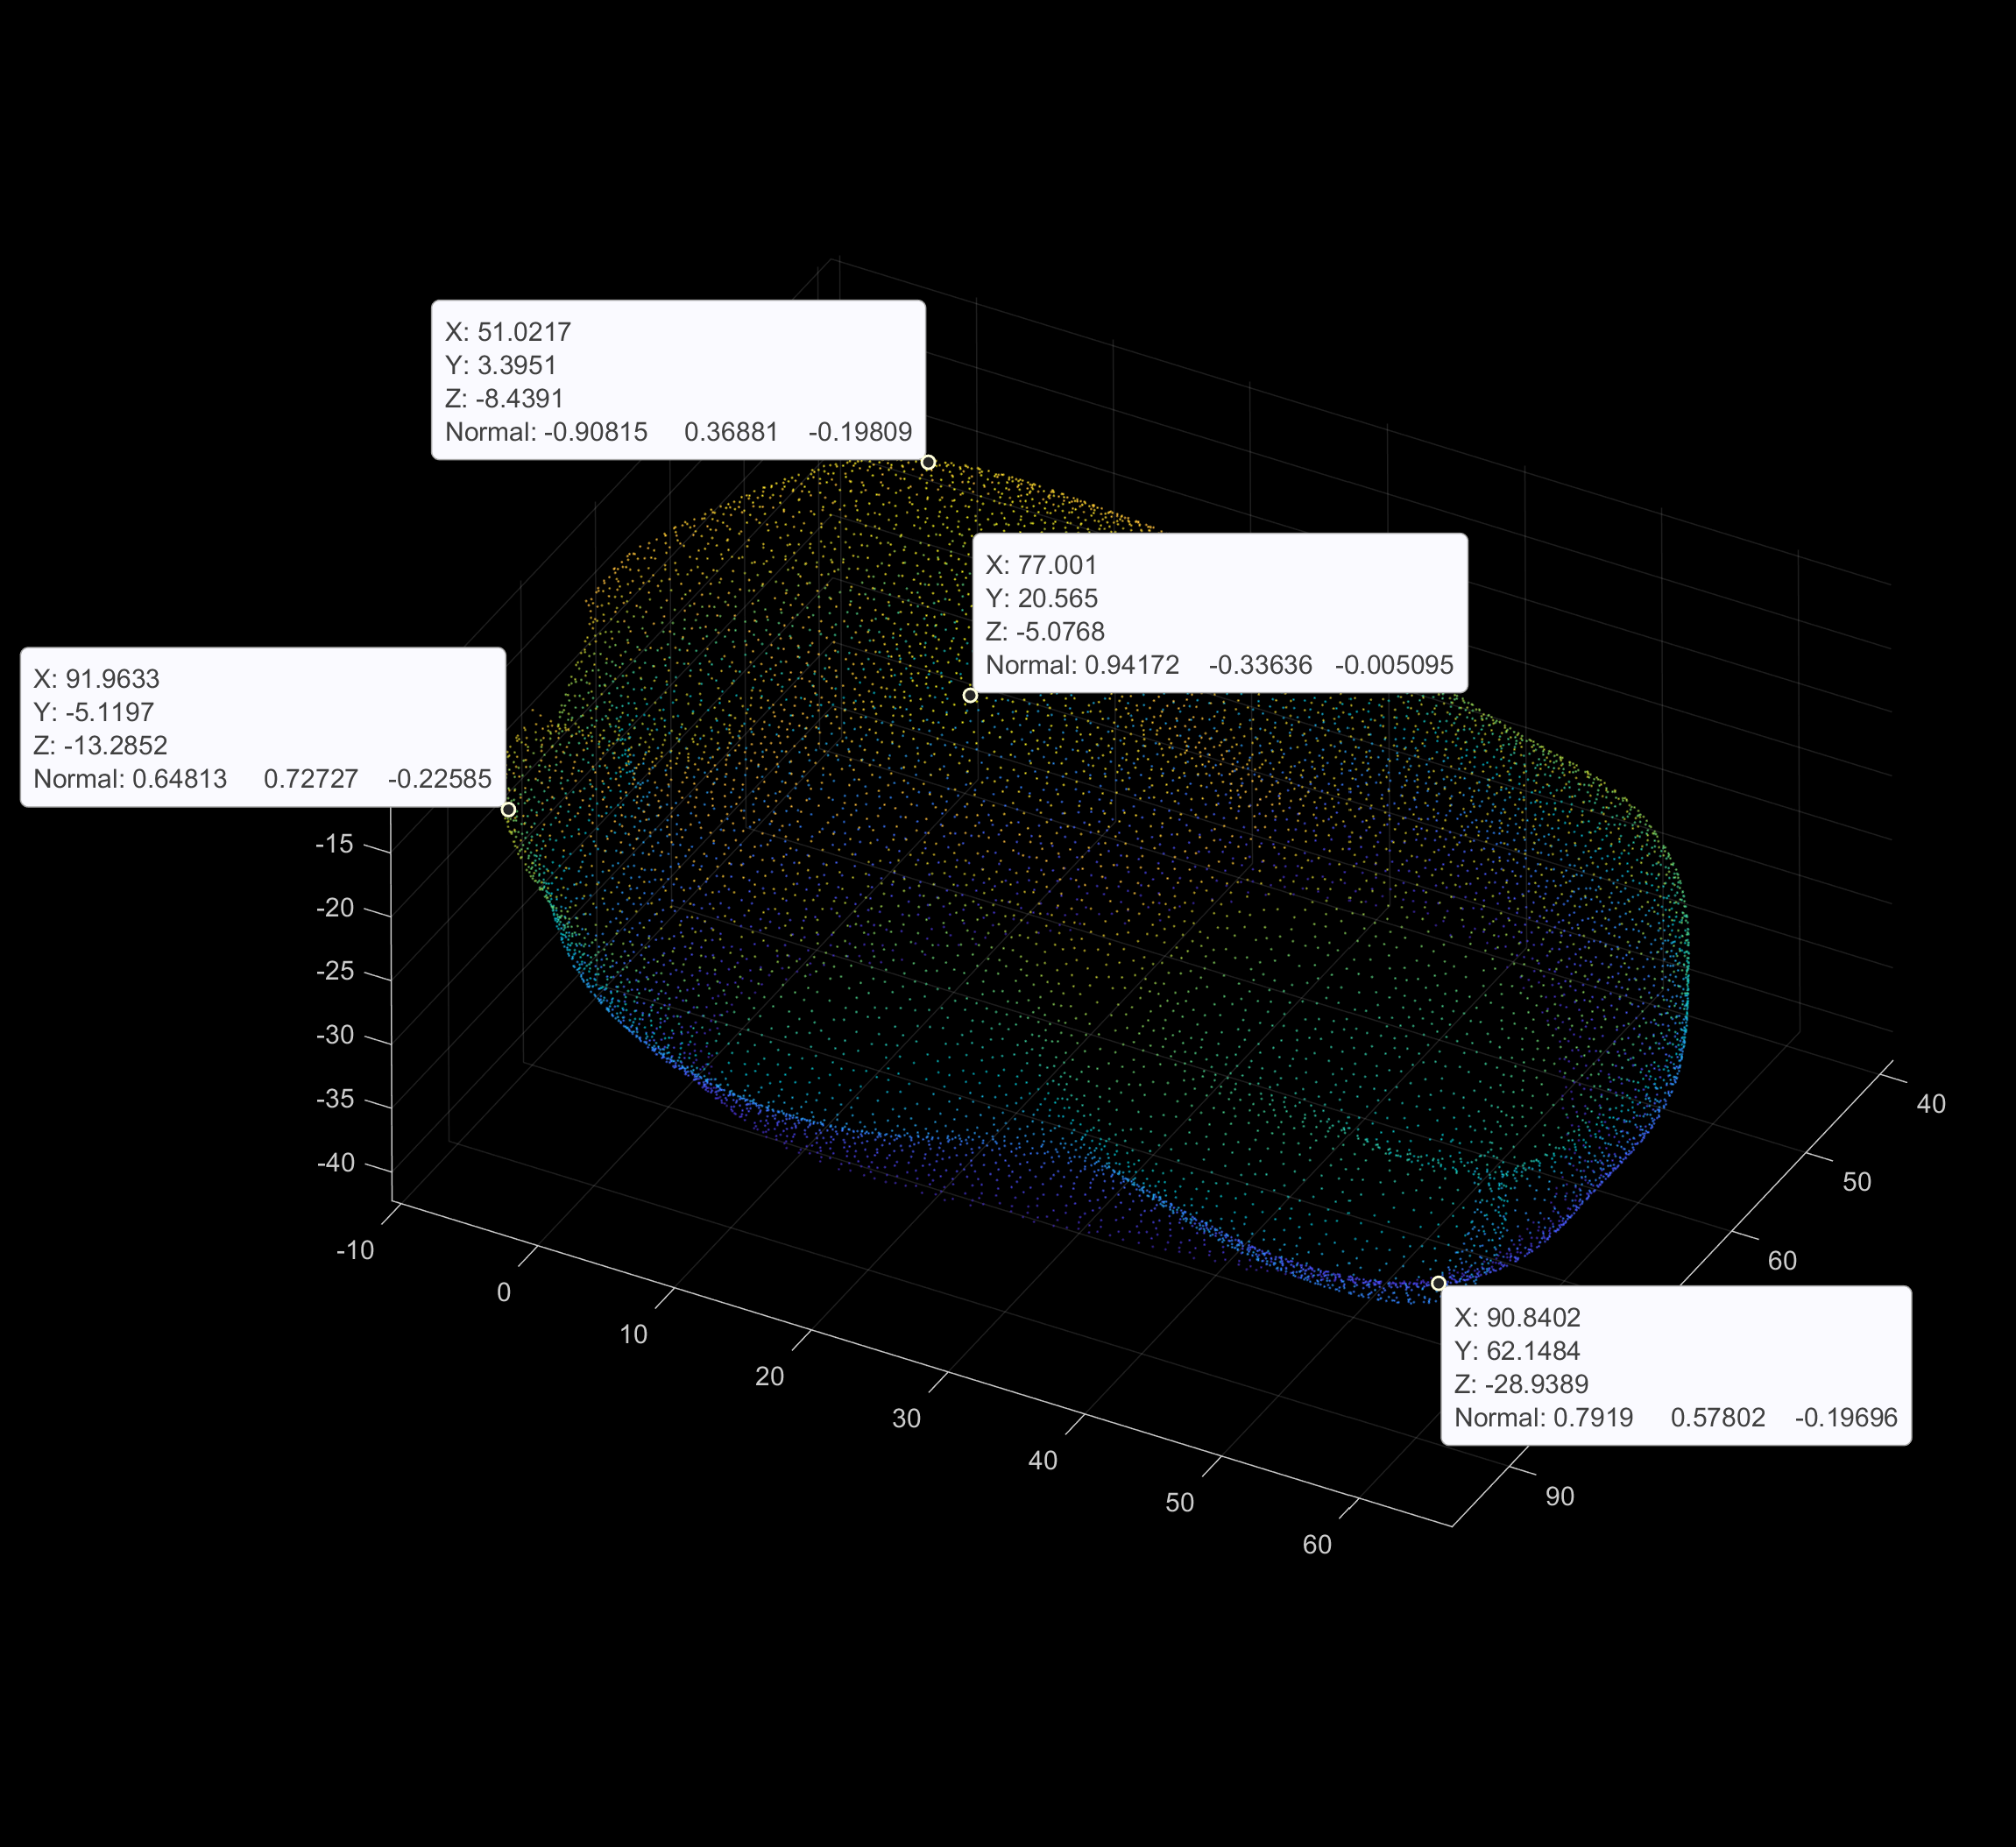 X: 51.0217
Y: 3.3951
Z: -8.4391
Normal: -0.90815 0.36881 -0.19809
X: 77.001
Y: 20.565
Z: -5.0768
Normal: 0.94172 -0.33636 -0.005095
X: 91.9633
Y: -5.1197
Z: -13.2852
Normal: 0.64813 0.72727 -0.22585
-15
-20
-25
-30
-35
-40
-10
0
10
20
30
40
50
60
40
50
60
90
X: 90.8402
Y: 62.1484
Z: -28.9389
Normal: 0.7919 0.57802 -0.19696